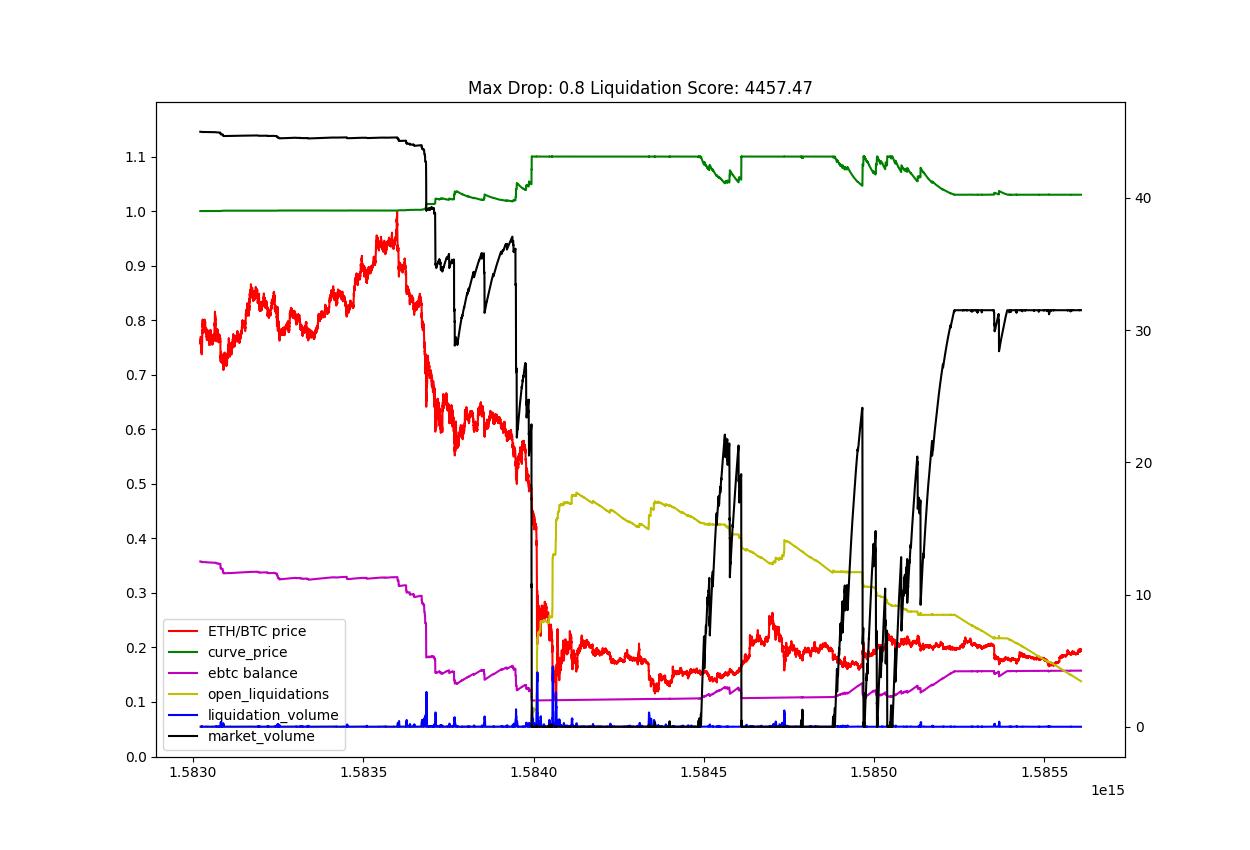 Max Drop: 0.8 Liquidation Score: 4457.47
1.1
1.0
0.9
0.8
0.7
0.6
0.5
0.4
0.3
0.2
0.1
0.0
40
30
20
10
0
ETH/BTC price
curve_price
ebtc balance
open_liquidations
liquidation_volume
market_volume
1.5830 1.5835 1.5840 1.5845 1.5850 1.5855
1e15